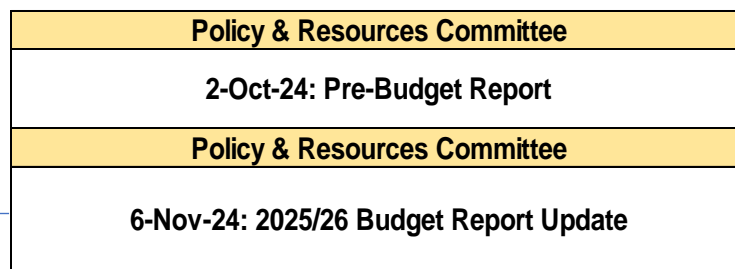 Policy & Resources Committee
2-Oct-24: Pre-Budget Report
Policy & Resources Committee
6-Nov-24: 2025/26 Budget Report Update